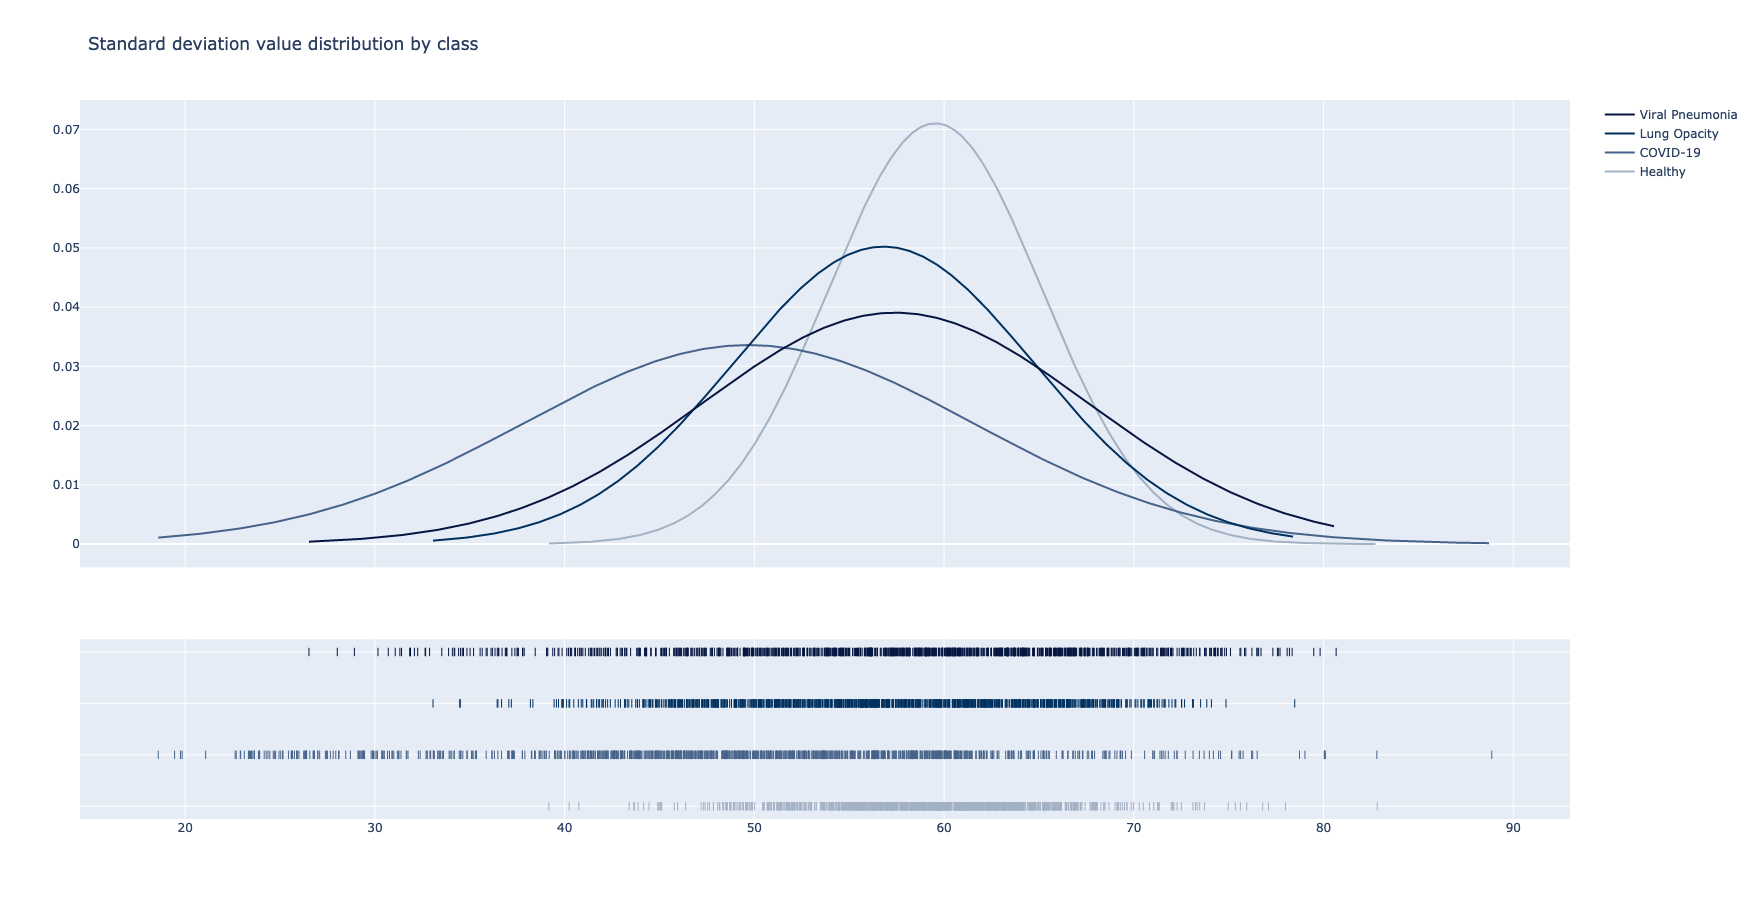 Standard deviation value distribution by class
0.07
0.06
0.05
0.04
0.03
0.02
0.01
0
Viral Pneumonia
Lung Opacity
COVID-19
Healthy
20 30 40 50 60 70 80 90